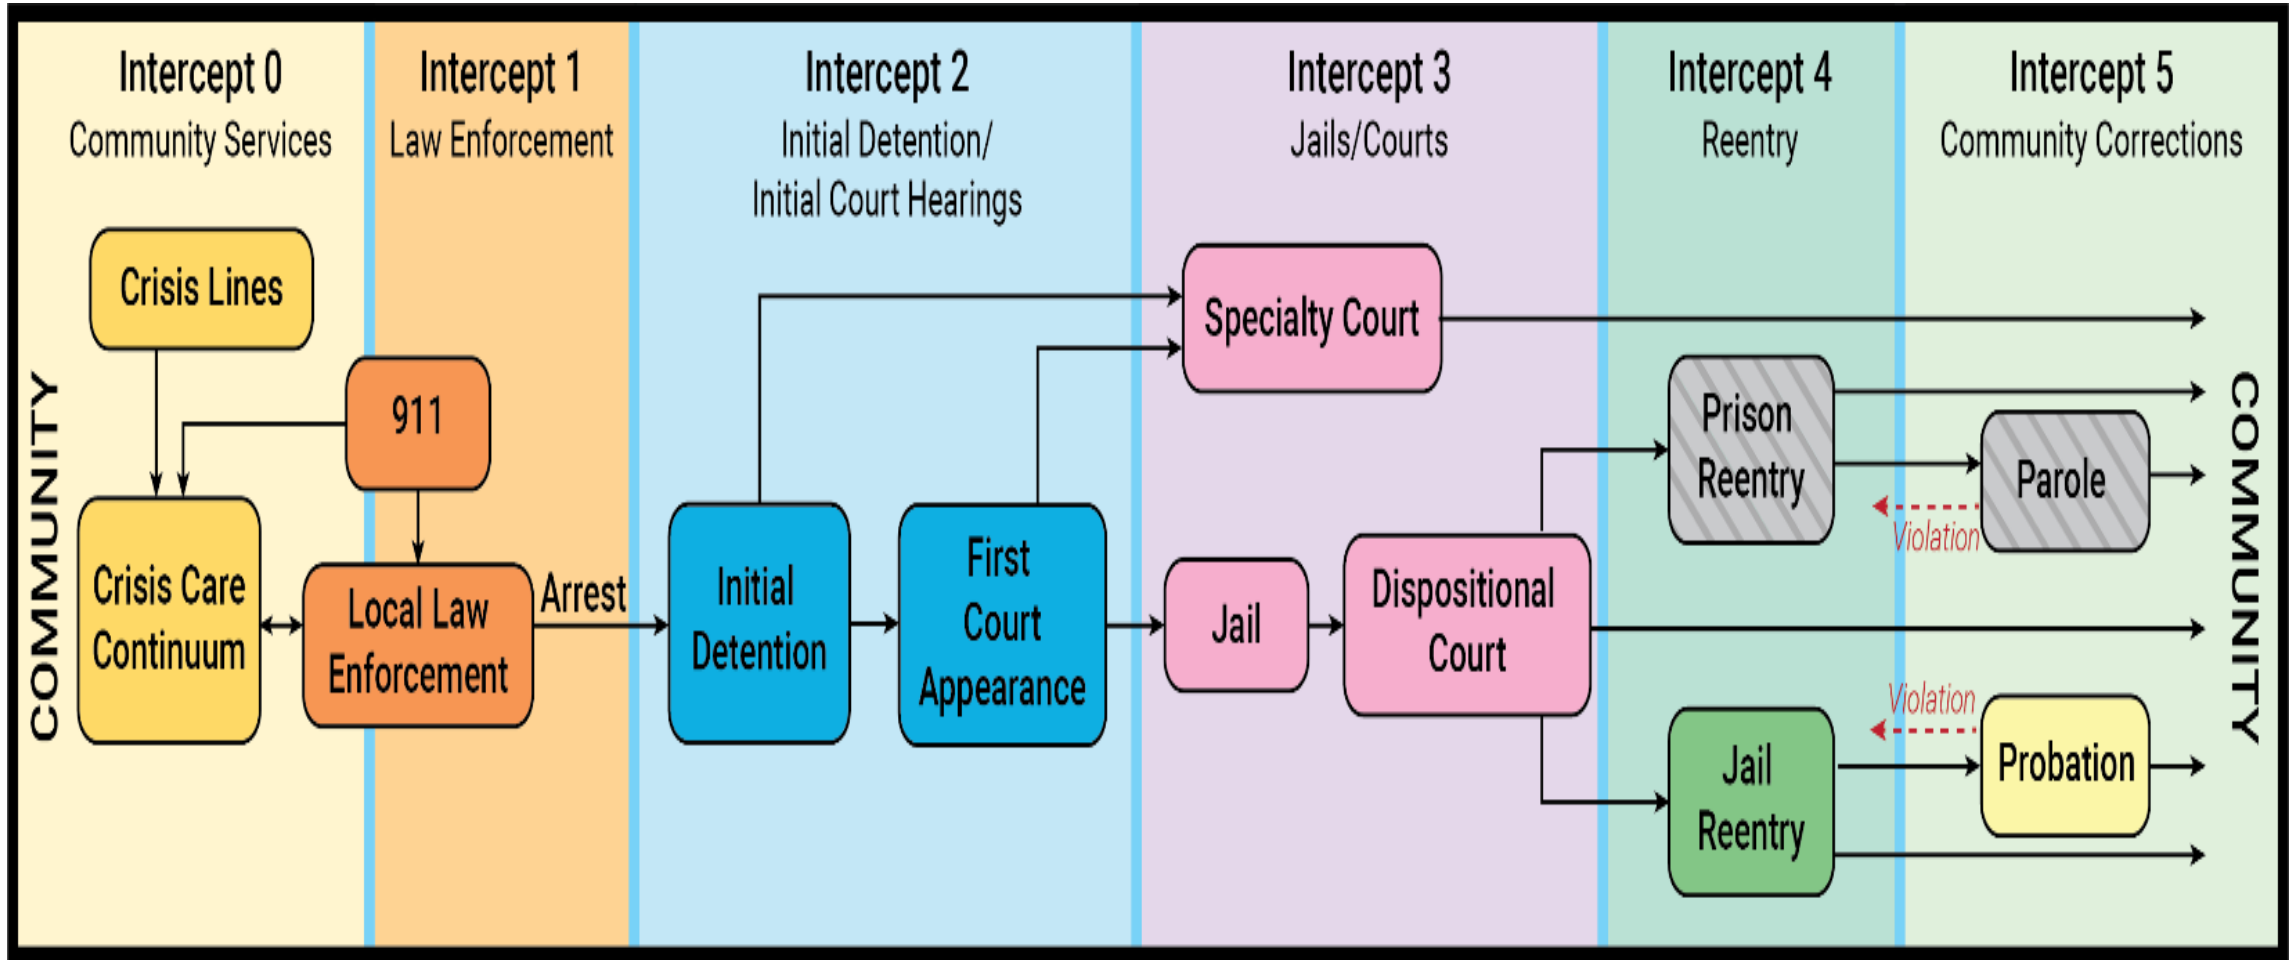 Intercept 0
Community Services
Intercept 1
Law Enforcement
Intercept 2
Initial Detention/
Initial Court Hearings
Intercept 3
Jails/Courts
Intercept 4
Reentry
Intercept 5
Community Corrections
COMMUNITY
Crisis Lines
911
Crisis Care
Continuum
Local Law
Enforcement
Arrest
Initial
Detention
First
Court
Appearance
Specialty Court
Jail
Dispositional
Court
Prison
Reentry
Parole
Violation
Violation
Jail
Reentry
Probation
COMMUNITY